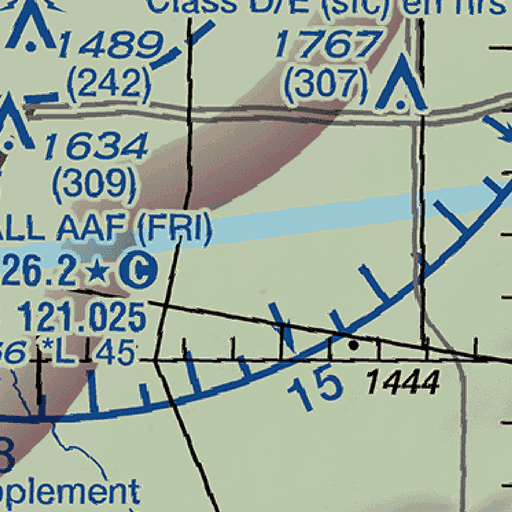 Class D/E (sfc) eff hrs
1489
(242)
1767
(307)
1634
(309)
ALL AAF (FRI)
26.2 ★ C
121.025
66 *L 45
15
1444
pplement